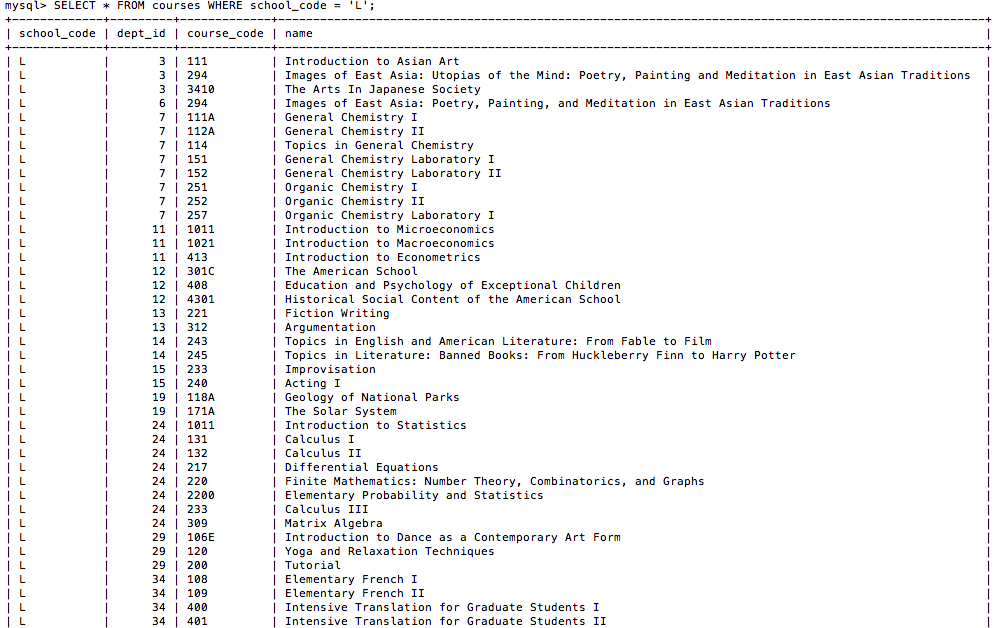 mysql> SELECT * FROM courses WHERE school_code = 'L';
| school_code | dept_id | course_code | name |
| L | 3 | 111 | Introduction to Asian Art |
| L | 3 | 294 | Images of East Asia: Utopias of the Mind: Poetry, Painting and Meditation in East Asian Traditions |
| L | 3 | 3410 | The Arts In Japanese Society |
| L | 6 | 294 | Images of East Asia: Poetry, Painting, and Meditation in East Asian Traditions |
| L | 7 | 111A | General Chemistry I |
| L | 7 | 112A | General Chemistry II |
| L | 7 | 114 | Topics in General Chemistry |
| L | 7 | 151 | General Chemistry Laboratory I |
| L | 7 | 152 | General Chemistry Laboratory II |
| L | 7 | 251 | Organic Chemistry I |
| L | 7 | 252 | Organic Chemistry II |
| L | 7 | 257 | Organic Chemistry Laboratory I |
| L | 11 | 1011 | Introduction to Microeconomics |
| L | 11 | 1021 | Introduction to Macroeconomics |
| L | 11 | 413 | Introduction to Econometrics |
| L | 12 | 301C | The American School |
| L | 12 | 408 | Education and Psychology of Exceptional Children |
| L | 12 | 4301 | Historical Social Content of the American School |
| L | 13 | 221 | Fiction Writing |
| L | 13 | 312 | Argumentation |
| L | 14 | 243 | Topics in English and American Literature: From Fable to Film |
| L | 14 | 245 | Topics in Literature: Banned Books: From Huckleberry Finn to Harry Potter |
| L | 15 | 233 | Improvisation |
| L | 15 | 240 | Acting I |
| L | 19 | 118A | Geology of National Parks |
| L | 19 | 171A | The Solar System |
| L | 24 | 1011 | Introduction to Statistics |
| L | 24 | 131 | Calculus I |
| L | 24 | 132 | Calculus II |
| L | 24 | 217 | Differential Equations |
| L | 24 | 220 | Finite Mathematics: Number Theory, Combinatorics, and Graphs |
| L | 24 | 2200 | Elementary Probability and Statistics |
| L | 24 | 233 | Calculus III |
| L | 24 | 309 | Matrix Algebra |
| L | 29 | 106E | Introduction to Dance as a Contemporary Art Form |
| L | 29 | 120 | Yoga and Relaxation Techniques |
| L | 29 | 200 | Tutorial |
| L | 34 | 108 | Elementary French I |
| L | 34 | 109 | Elementary French II |
| L | 34 | 400 | Intensive Translation for Graduate Students I |
| L | 34 | 401 | Intensive Translation for Graduate Students II |